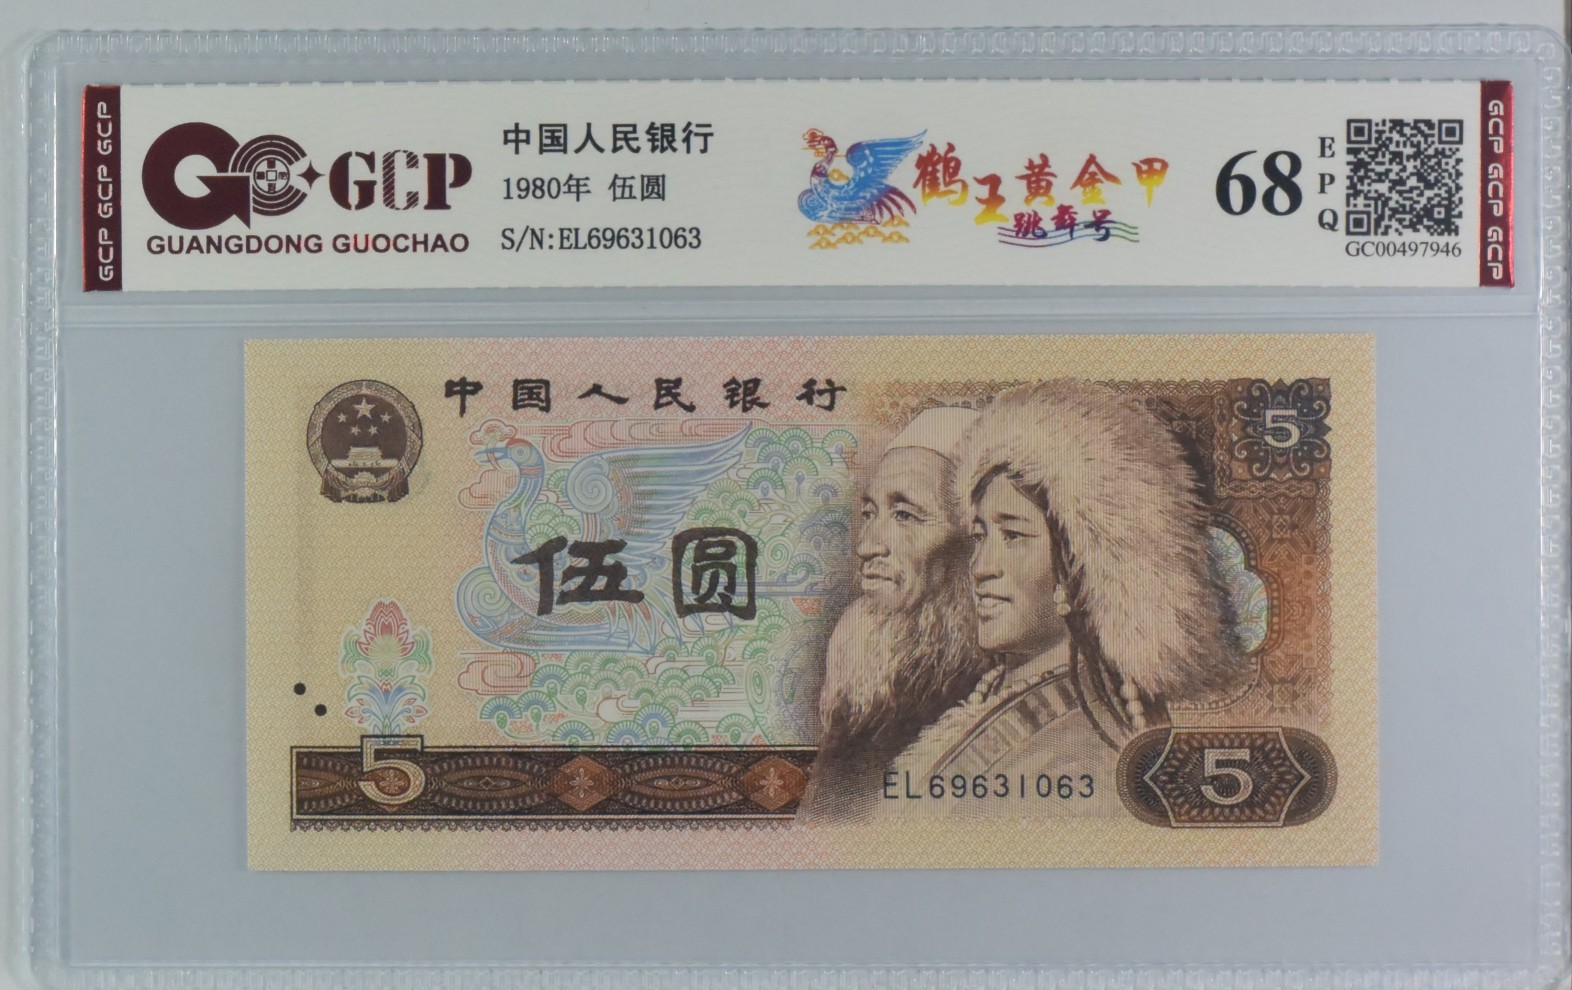 GCP GCP GCP
GCP
GUANGDONG GUOCHAO
中国人民银行
1980年 伍圆
S/N:EL69631063
鹤王黄金甲
跳舞号
68
EPQ
GC00497946
GCP GCP GCP
中国人民银行
5
伍圆
5
EL69631063
5